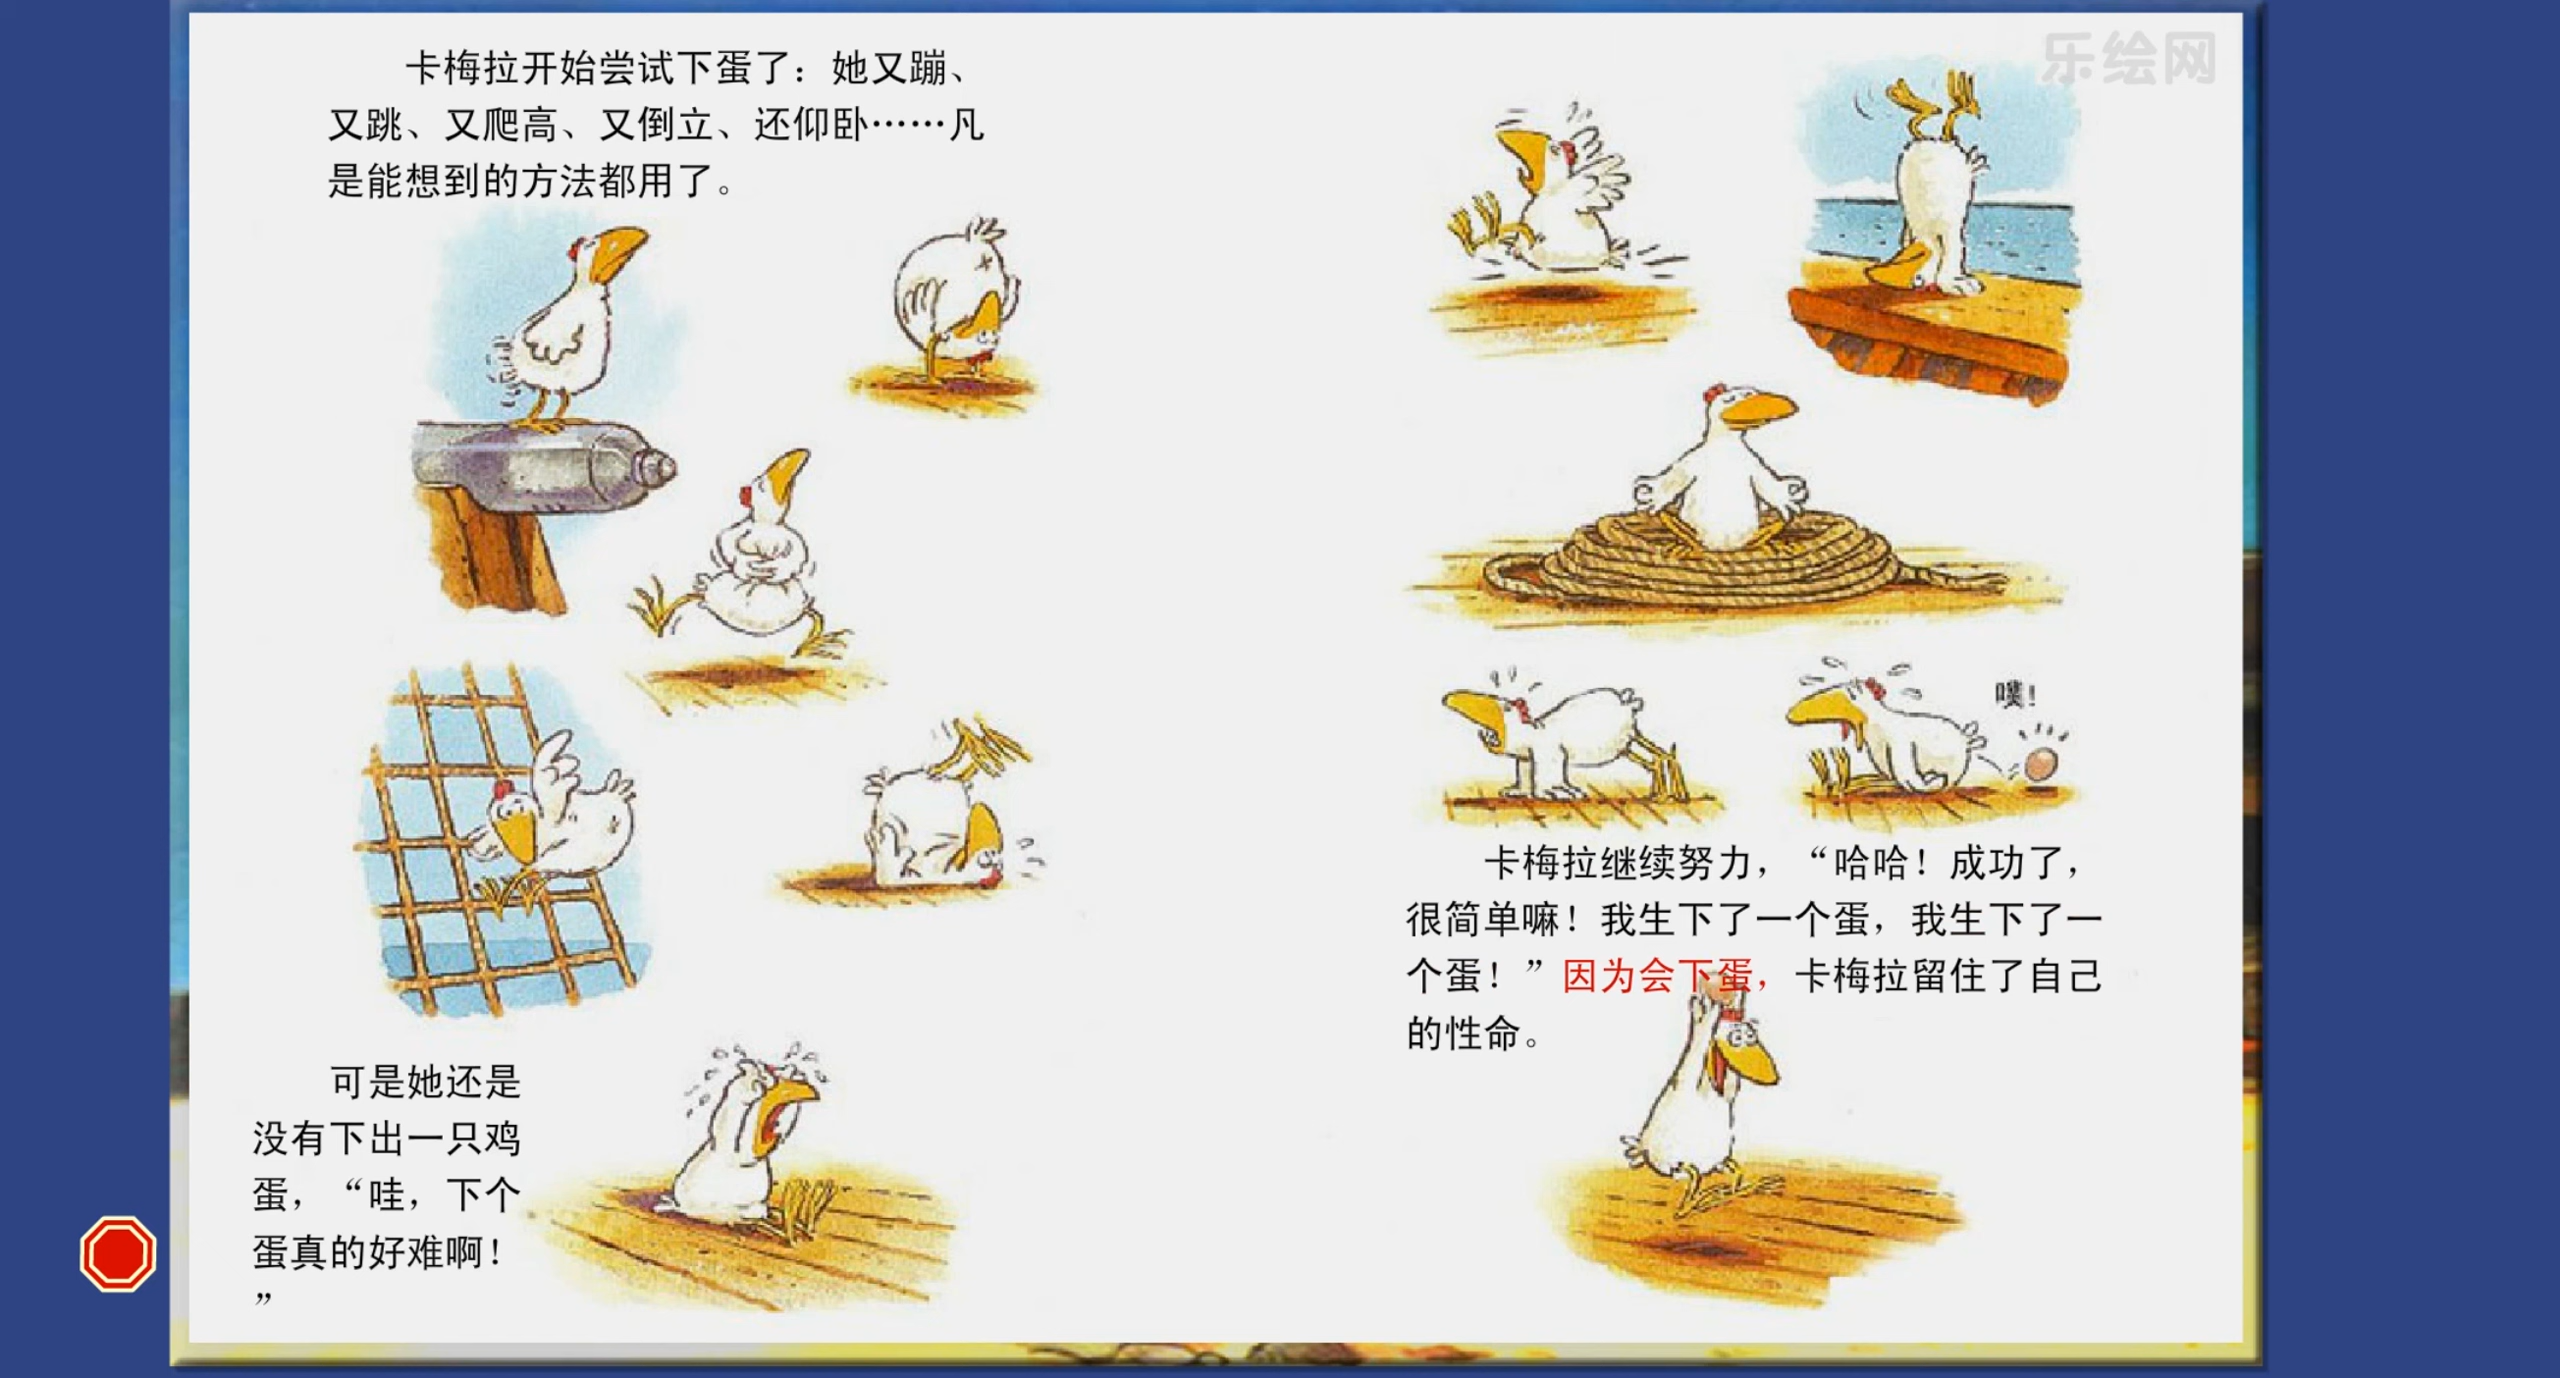 卡梅拉开始尝试下蛋了：她又蹦、
又跳、又爬高、又倒立、还仰卧……凡
是能想到的方法都用了。
可是她还是
没有下出一只鸡
蛋，“哇，下个
蛋真的好难啊！
”
乐绘网
噗！
卡梅拉继续努力，“哈哈！成功了，
很简单嘛！我生下了一个蛋，我生下了一
个蛋！”因为会下蛋，卡梅拉留住了自己
的性命。